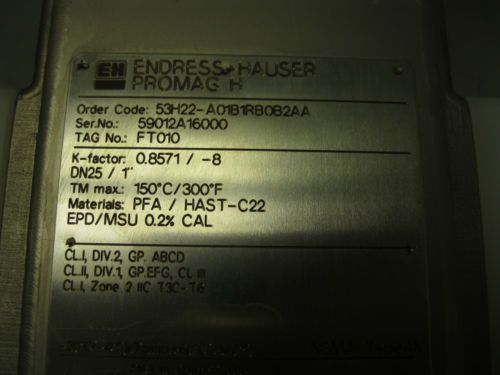 EH ENDRESS+HAUSER
PROMAG H
Order Code: 53H22-A01B1RB0B2AA
Ser.No.: 59012A16000
TAG No.: FT010
K-factor: 0.8571 / -8
DN25 / 1"
TM max.: 150°C/300°F
Materials: PFA / HAST-C22
EPD/MSU 0.2% CAL
CL.I, DIV.2, GP. ABCD
CL.II, DIV.1, GP.EFG, CL III
CL.I, Zone 2 IIC T3C-T6